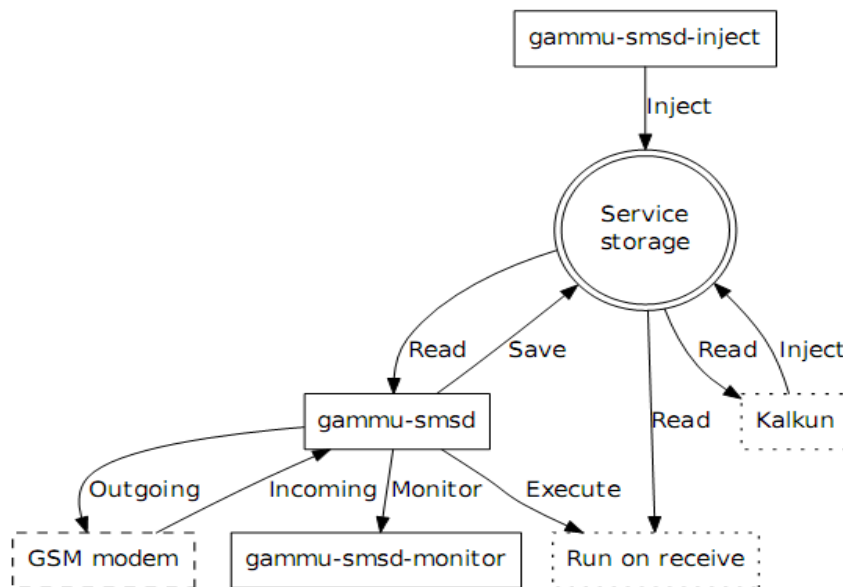 gammu-smsd-inject
Inject
Service
storage
Read
Save
Read
Inject
gammu-smsd
Read
Kalkun
Outgoing
Incoming
Monitor
Execute
GSM modem
gammu-smsd-monitor
Run on receive